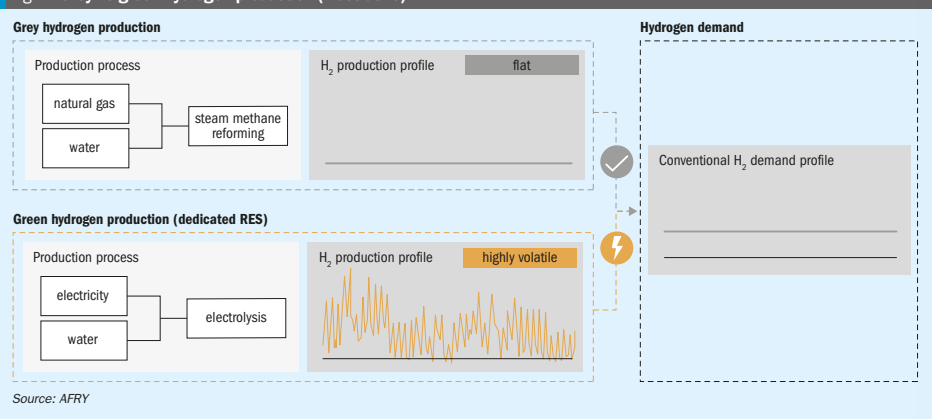 Grey hydrogen production
Hydrogen demand
Production process
natural gas
water
steam methane
reforming
H2 production profile
flat
Conventional H2 demand profile
Green hydrogen production (dedicated RES)
Production process
electricity
water
electrolysis
H2 production profile
highly volatile
Source: AFRY